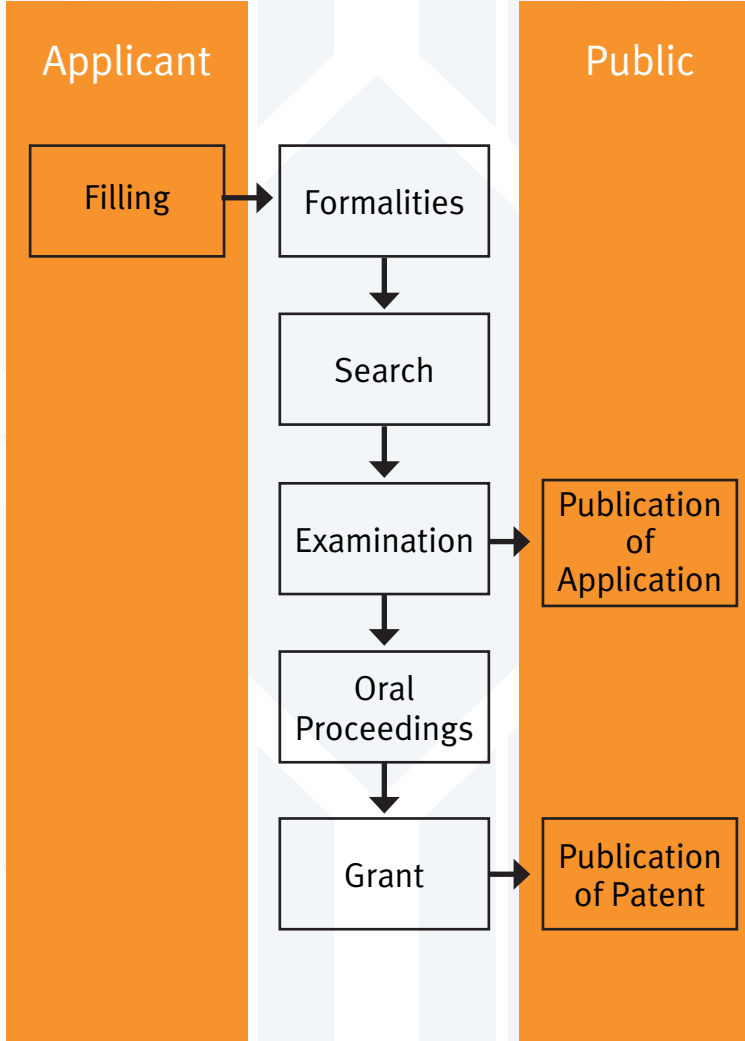 Applicant
Public
Filling
Formalities
Search
Examination
Publication
of
Application
Oral
Proceedings
Grant
Publication
of Patent